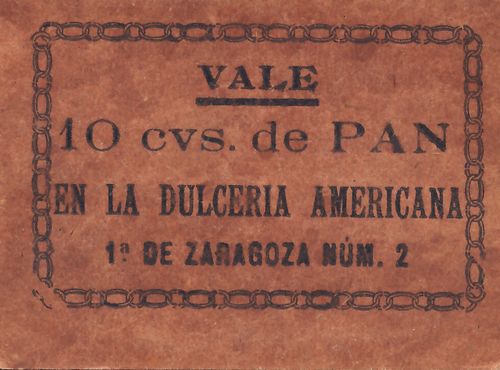 VALE
10 cvs. de PAN
EN LA DULCERIA AMERICANA
1ª DE ZARAGOZA NÚM. 2